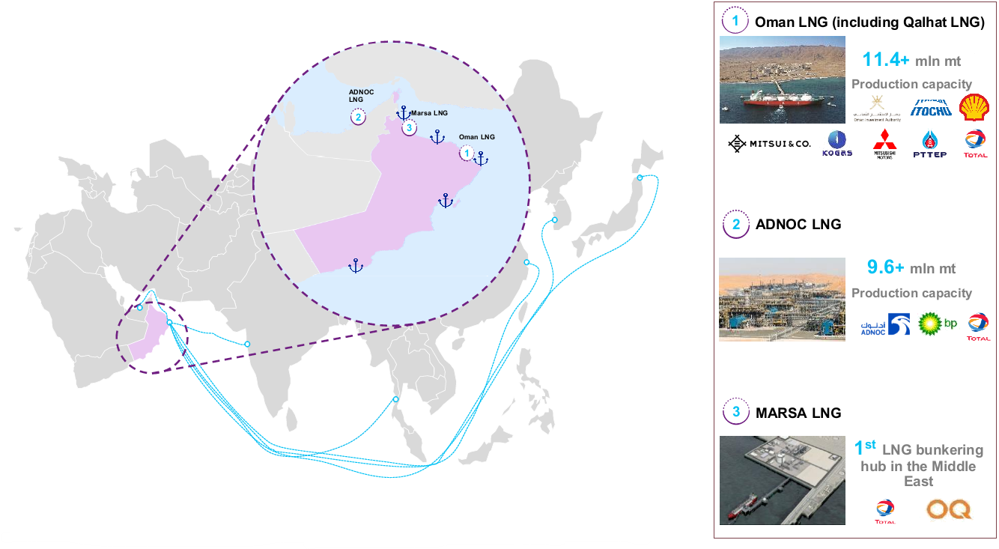 ADNOC
LNG
2
Marsa LNG
3
Oman LNG
1
1
Oman LNG (including Qalhat LNG)
11.4+ mln mt
Production capacity
Oman Investment Authority
ITOCHU
MITSUI & CO.
KOGAS
MITSUBISHI
MOTORS
PTTEP
TOTAL
2
ADNOC LNG
9.6+ mln mt
Production capacity
أدنوك
ADNOC
bp
TOTAL
3
MARSA LNG
1st LNG bunkering
hub in the Middle
East
TOTAL
OQ